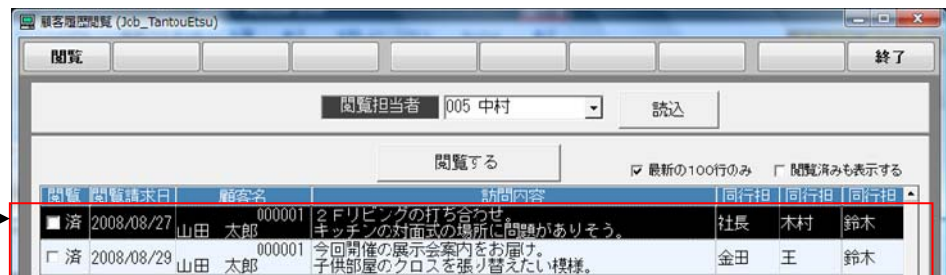 顧客履歴閲覧 (Job_TantouEtsu)
閲覧 終了
閲覧担当者 005 中村 読込
閲覧する 最新の100行のみ 閲覧済みも表示する
閲覧 閲覧請求日 顧客名 訪問内容 同行担 同行担 同行担
済 2008/08/27 000001 山田 太郎 2Fリビングの打ち合わせ。 社長 木村 鈴木
キッチンの対面式の場所に問題がありそう。
済 2008/08/29 000001 山田 太郎 今回開催の展示会案内をお届け。 金田 王 鈴木
子供部屋のクロスを張り替えたい模様。